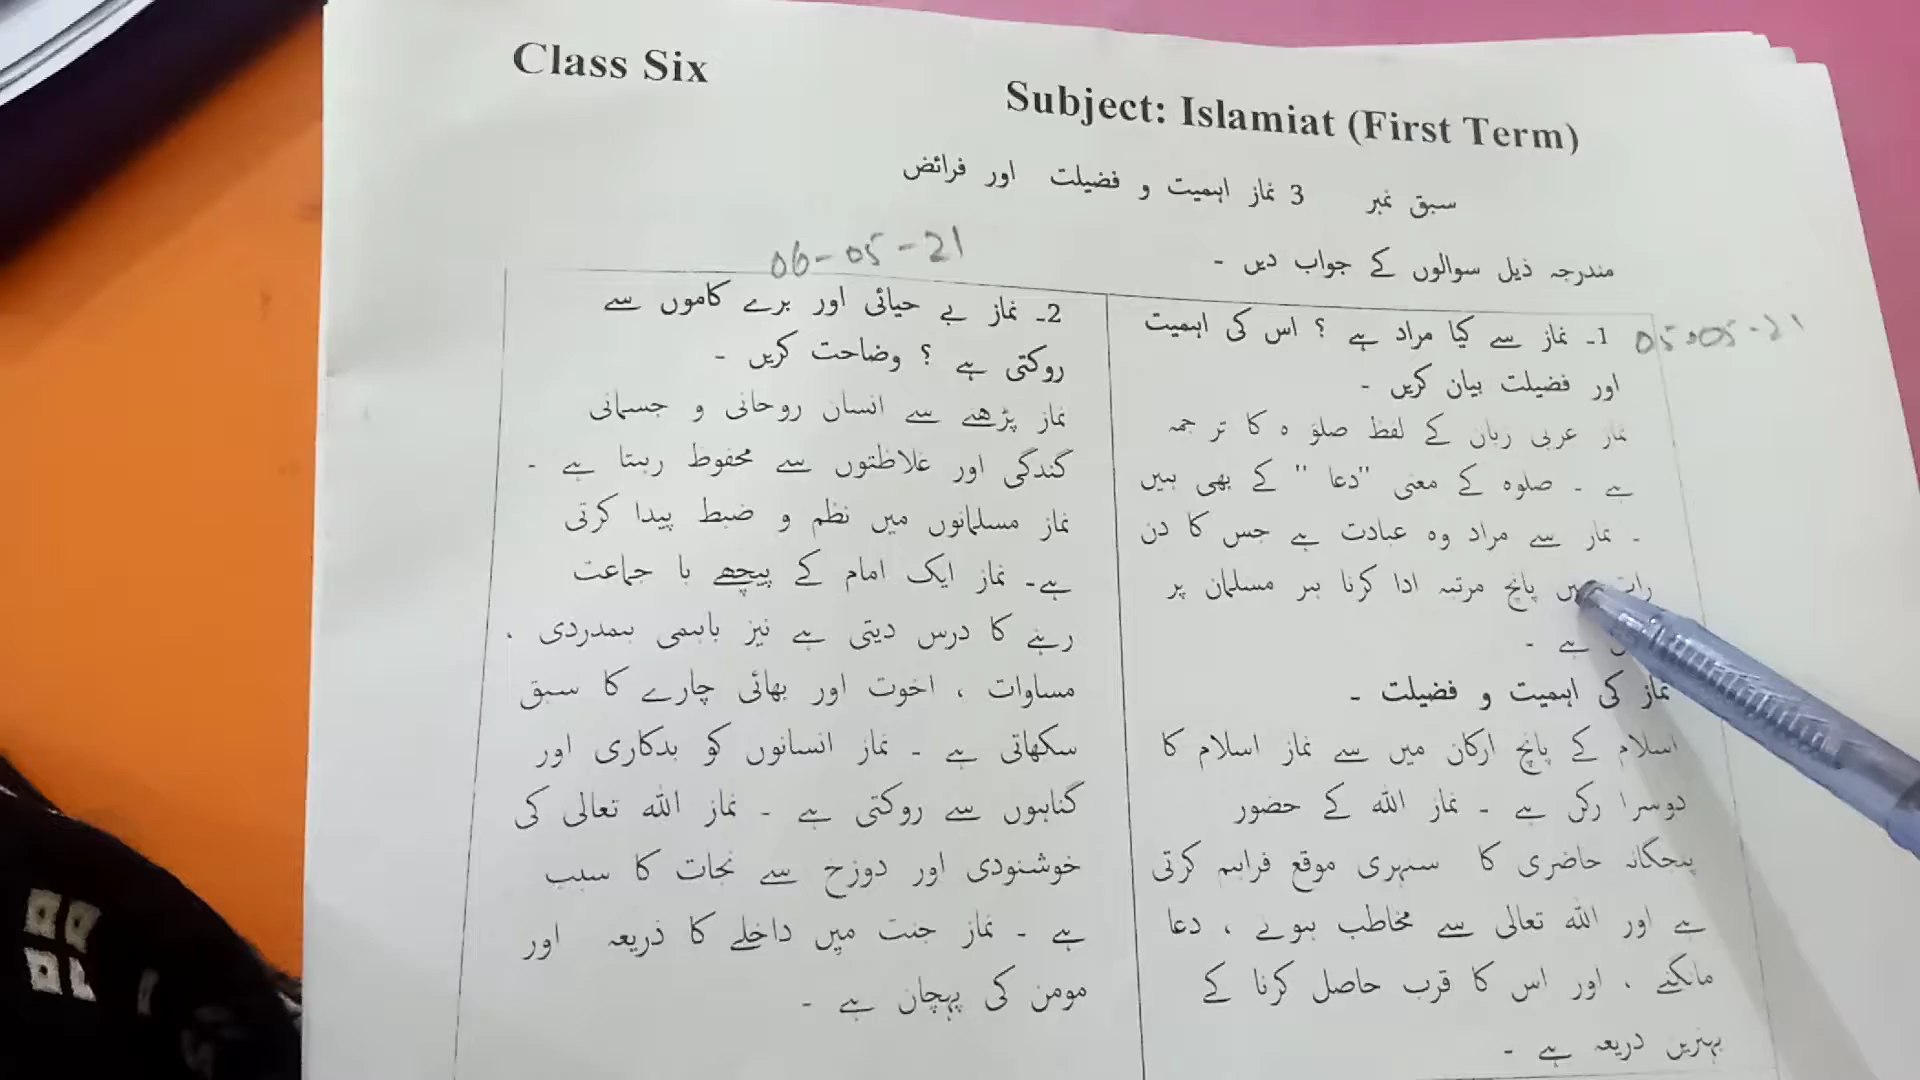 Class Six
Subject: Islamiat (First Term)
سبق نمبر 3 نماز اہمیت و فضیلت اور فرائض
مندرجہ ذیل سوالوں کے جواب دیں -
05-05-21
1۔ نماز سے کیا مراد ہے ؟ اس کی اہمیت
اور فضیلت بیان کریں -
نماز عربی زبان کے لفظ صلوٰ ہ کا تر جمہ
ہے - صلوہ کے معنی "دعا " کے بھی ہیں
- نماز سے مراد وہ عبادت ہے جس کا دن
رات میں پانچ مرتبہ ادا کرنا ہر مسلمان پر
ہے -
نماز کی اہمیت و فضیلت -
اسلام کے پانچ ارکان میں سے نماز اسلام کا
دوسرا رکن ہے - نماز اللہ کے حضور
پنجگانہ حاضری کا سنہری موقع فراہم کرتی
ہے اور اللہ تعالی سے مخاطب ہونے ، دعا
مانگنے ، اور اس کا قرب حاصل کرنا کے
بہترین ذریعہ ہے -
06-05-21
2۔ نماز بے حیائی اور برے کاموں سے
روکتی ہے ؟ وضاحت کریں -
نماز پڑھنے سے انسان روحانی و جسمانی
گندگی اور غلاظتوں سے محفوظ رہتا ہے -
نماز مسلمانوں میں نظم و ضبط پیدا کرتی
ہے۔ نماز ایک امام کے پیچھے با جماعت
رہنے کا درس دیتی ہے نیز باہمی ہمدردی ،
مساوات ، اخوت اور بھائی چارے کا سبق
سکھاتی ہے - نماز انسانوں کو بدکاری اور
گناہوں سے روکتی ہے - نماز اللہ تعالی کی
خوشنودی اور دوزخ سے نجات کا سبب
ہے - نماز جنت میں داخلے کا ذریعہ اور
مومن کی پہچان ہے -